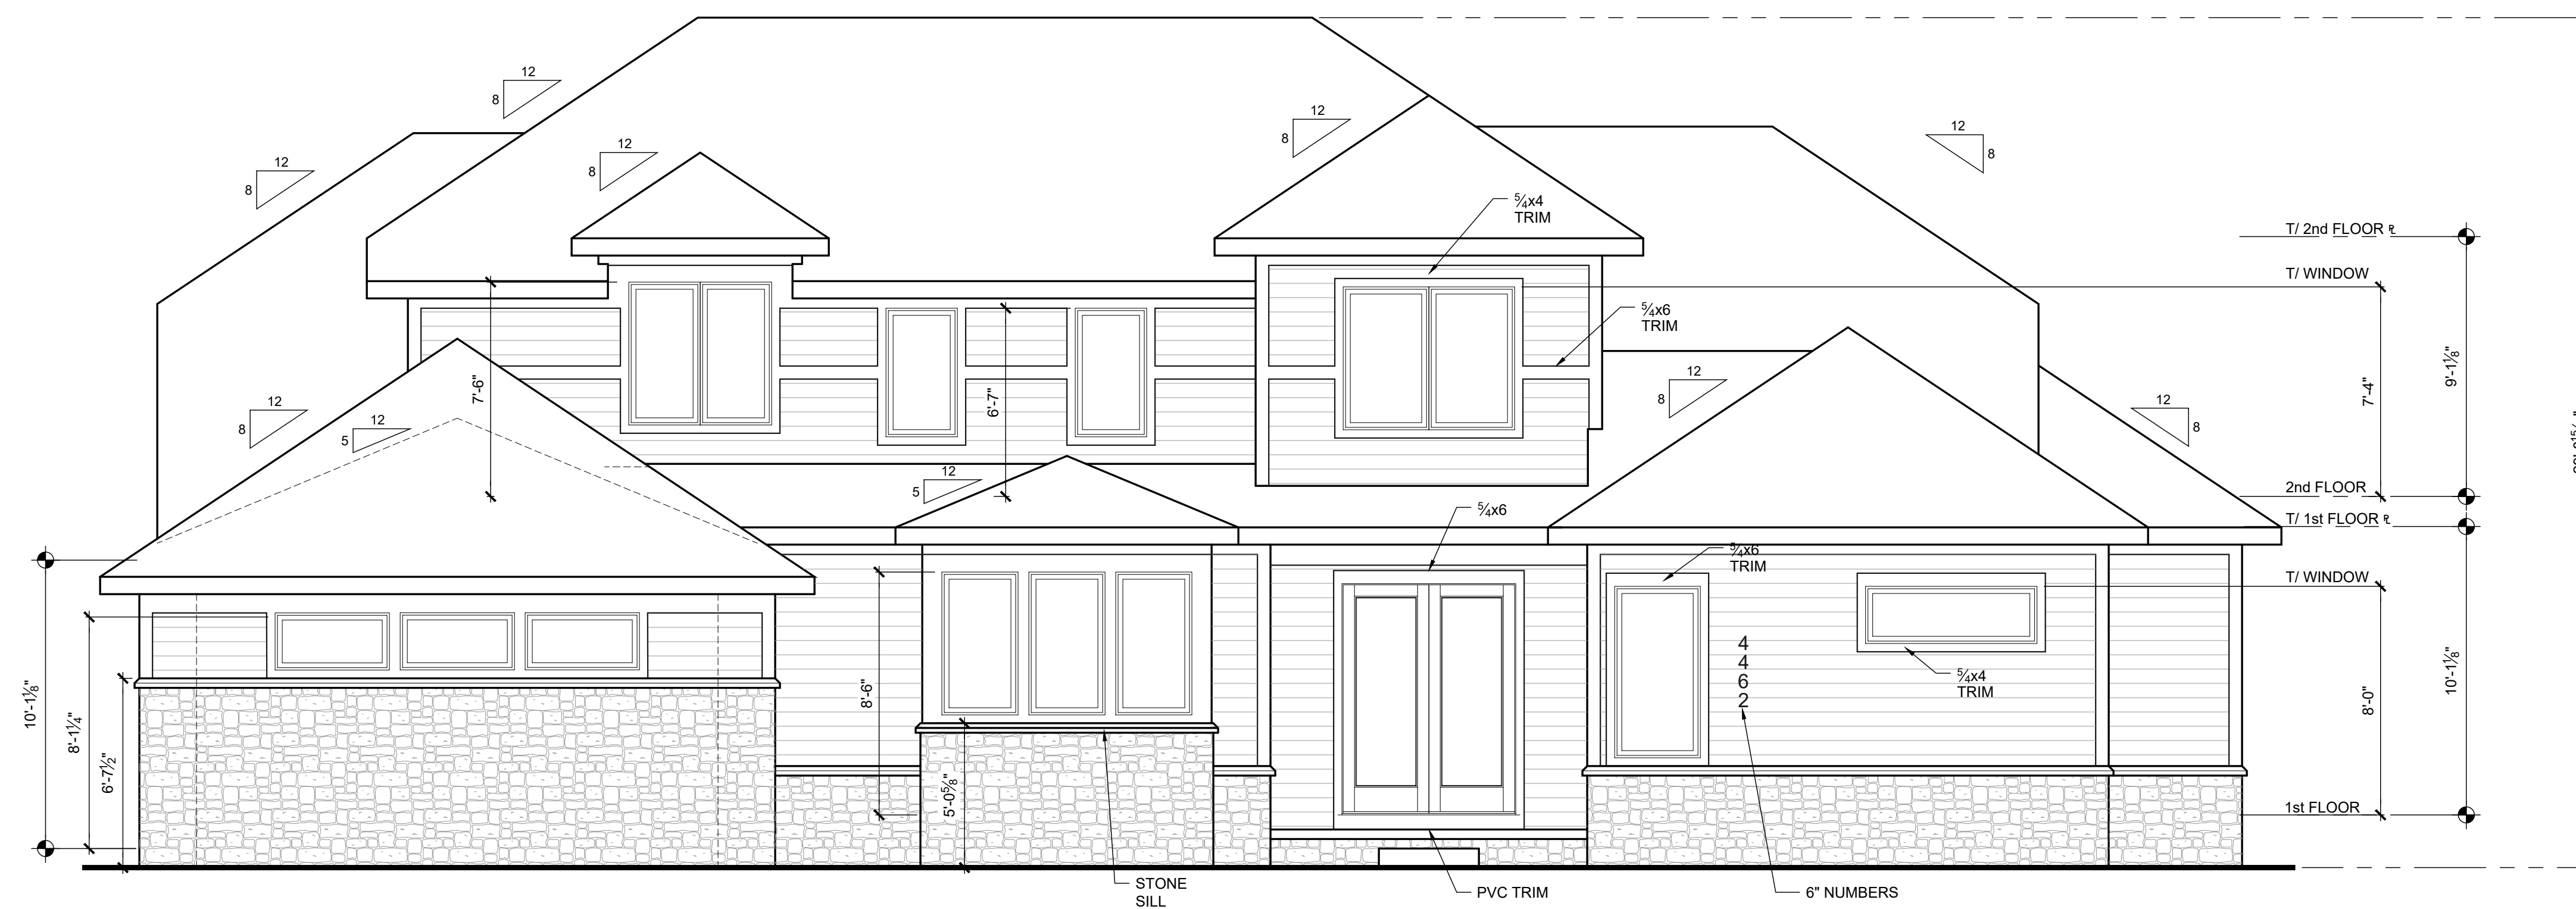 12
8
12
8
12
8
12
8
12
8
5⁄4x4
TRIM
T/ 2nd FLOOR ℄
T/ WINDOW
5⁄4x6
TRIM
7'-6"
6'-7"
7'-4"
9'-1 1⁄8"
12
8
12
5
12
8
12
8
12
5
2nd FLOOR
T/ 1st FLOOR ℄
5⁄4x6
5⁄4x6
TRIM
T/ WINDOW
4
4
6
2
5⁄4x4
TRIM
10'-1 1⁄8"
8'-1 1⁄4"
6'-7 1⁄2"
8'-6"
5'-0 5⁄8"
8'-0"
10'-1 1⁄8"
1st FLOOR
STONE
SILL
PVC TRIM
6" NUMBERS